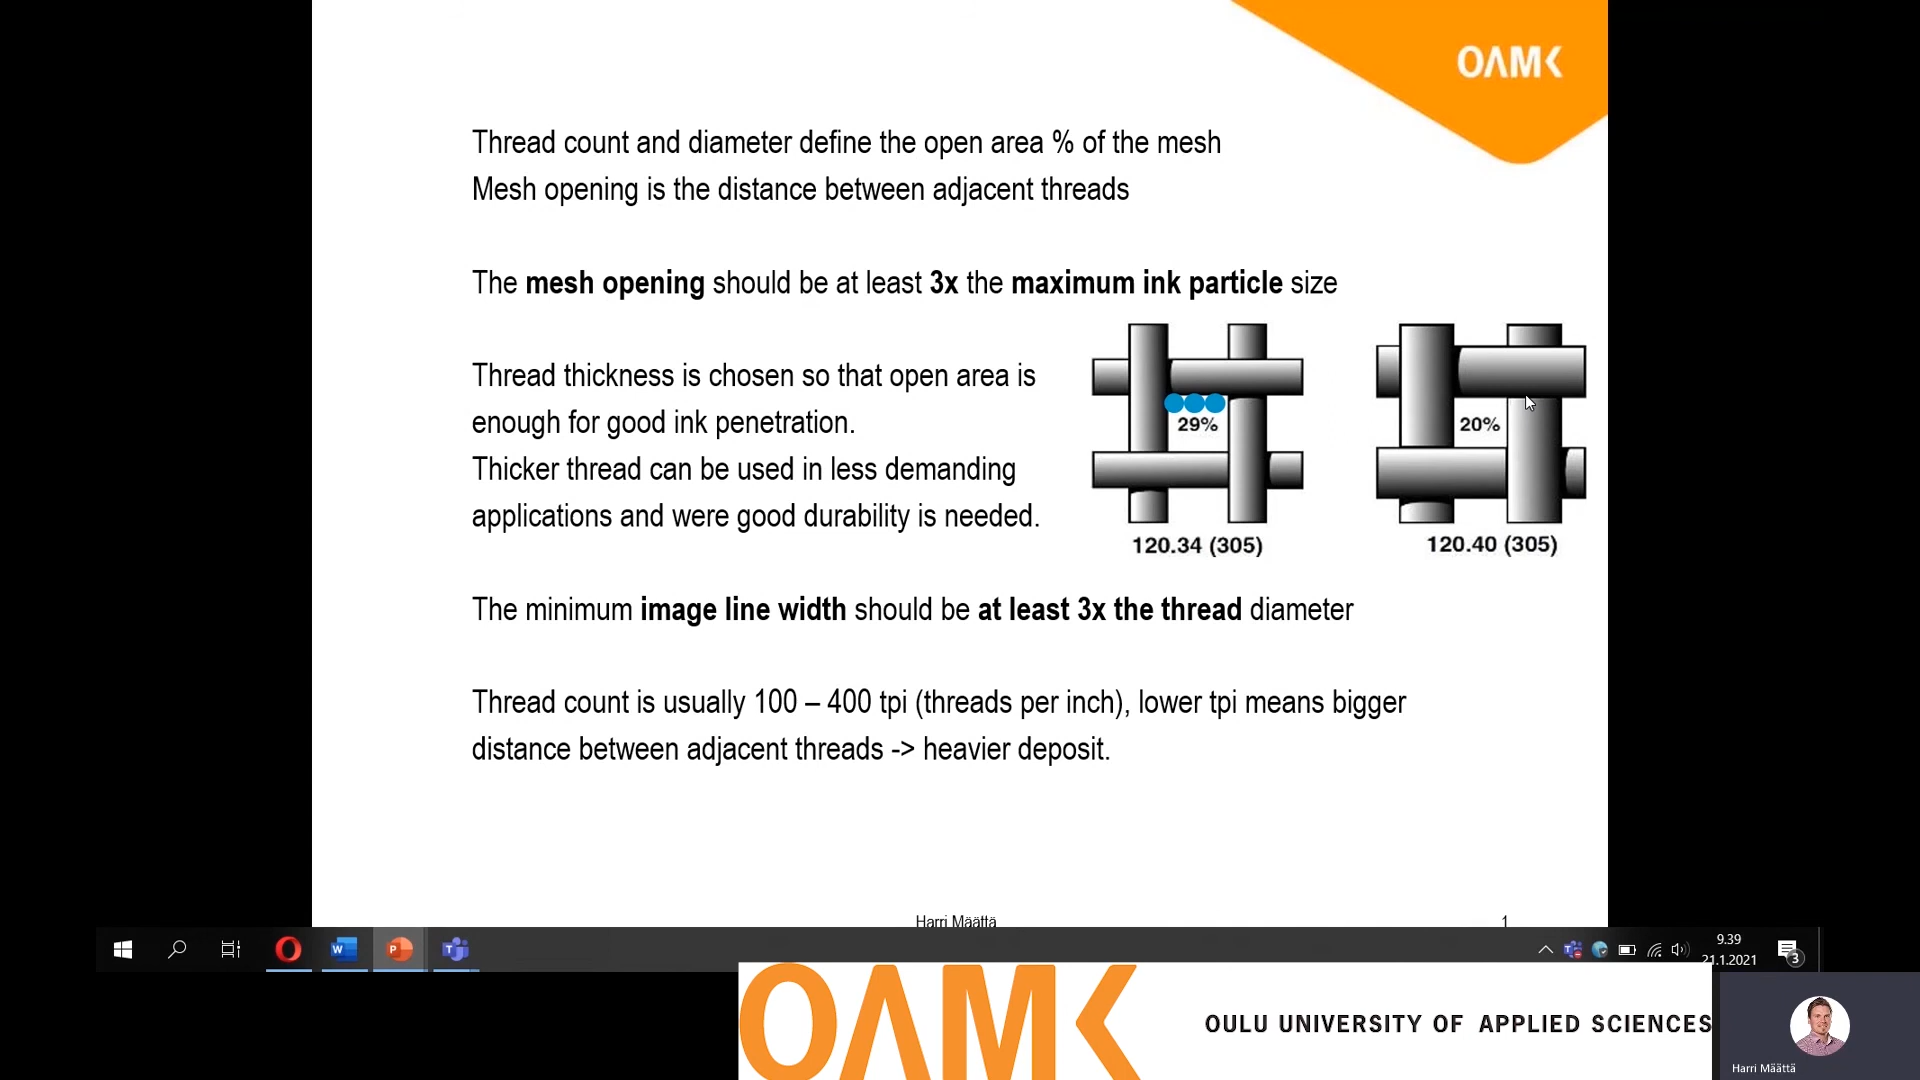 OAMK
Thread count and diameter define the open area % of the mesh
Mesh opening is the distance between adjacent threads
The mesh opening should be at least 3x the maximum ink particle size
Thread thickness is chosen so that open area is
enough for good ink penetration.
Thicker thread can be used in less demanding
applications and were good durability is needed.
29%
120.34 (305)
20%
120.40 (305)
The minimum image line width should be at least 3x the thread diameter
Thread count is usually 100 – 400 tpi (threads per inch), lower tpi means bigger
distance between adjacent threads -> heavier deposit.
Harri Määttä
1
9.39
21.1.2021
3
OAMK
OULU UNIVERSITY OF APPLIED SCIENCES
Harri Määttä